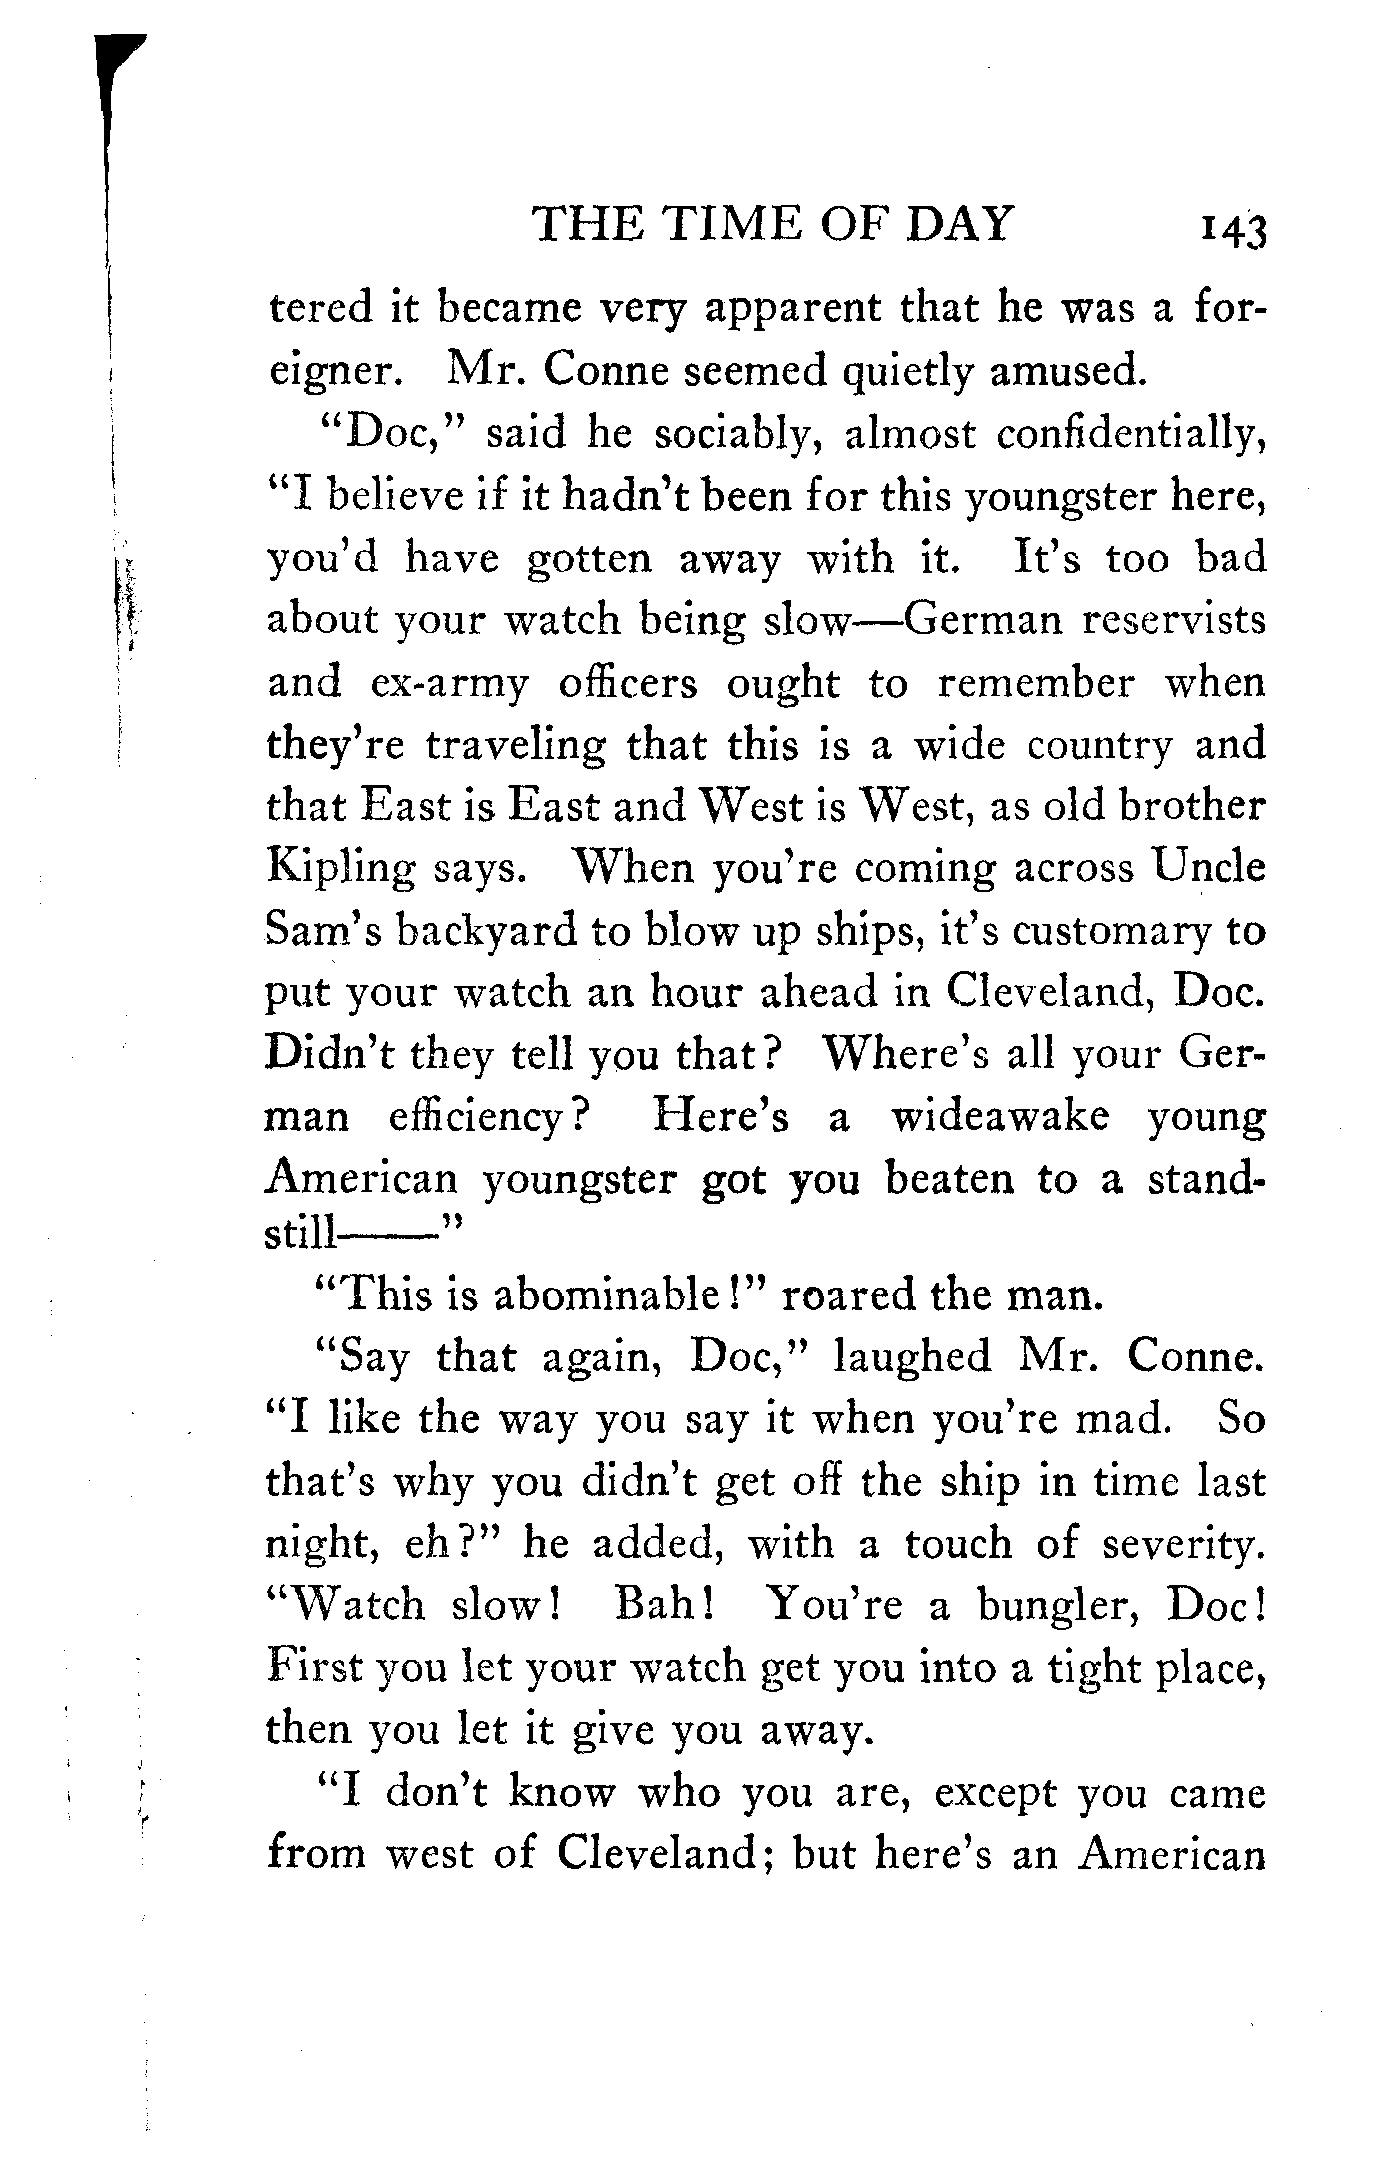 THE TIME OF DAY 143
tered it became very apparent that he was a for-
eigner. Mr. Conne seemed quietly amused.
"Doc," said he sociably, almost confidentially,
"I believe if it hadn't been for this youngster here,
you'd have gotten away with it. It's too bad
about your watch being slow—German reservists
and ex-army officers ought to remember when
they're traveling that this is a wide country and
that East is East and West is West, as old brother
Kipling says. When you're coming across Uncle
Sam's backyard to blow up ships, it's customary to
put your watch an hour ahead in Cleveland, Doc.
Didn't they tell you that? Where's all your Ger-
man efficiency? Here's a wideawake young
American youngster got you beaten to a stand-
still——"
"This is abominable!" roared the man.
"Say that again, Doc," laughed Mr. Conne.
"I like the way you say it when you're mad. So
that's why you didn't get off the ship in time last
night, eh?" he added, with a touch of severity.
"Watch slow! Bah! You're a bungler, Doc!
First you let your watch get you into a tight place,
then you let it give you away.
"I don't know who you are, except you came
from west of Cleveland; but here's an American